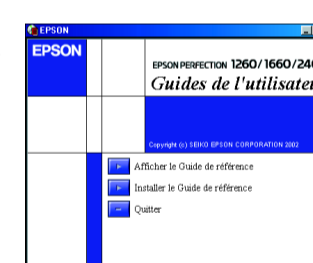 EPSON
EPSON
EPSON PERFECTION 1260/1660/24
Guides de l'utilisate
Copyright (c) SEIKO EPSON CORPORATION 2002
Afficher le Guide de référence
Installer le Guide de référence
Quitter